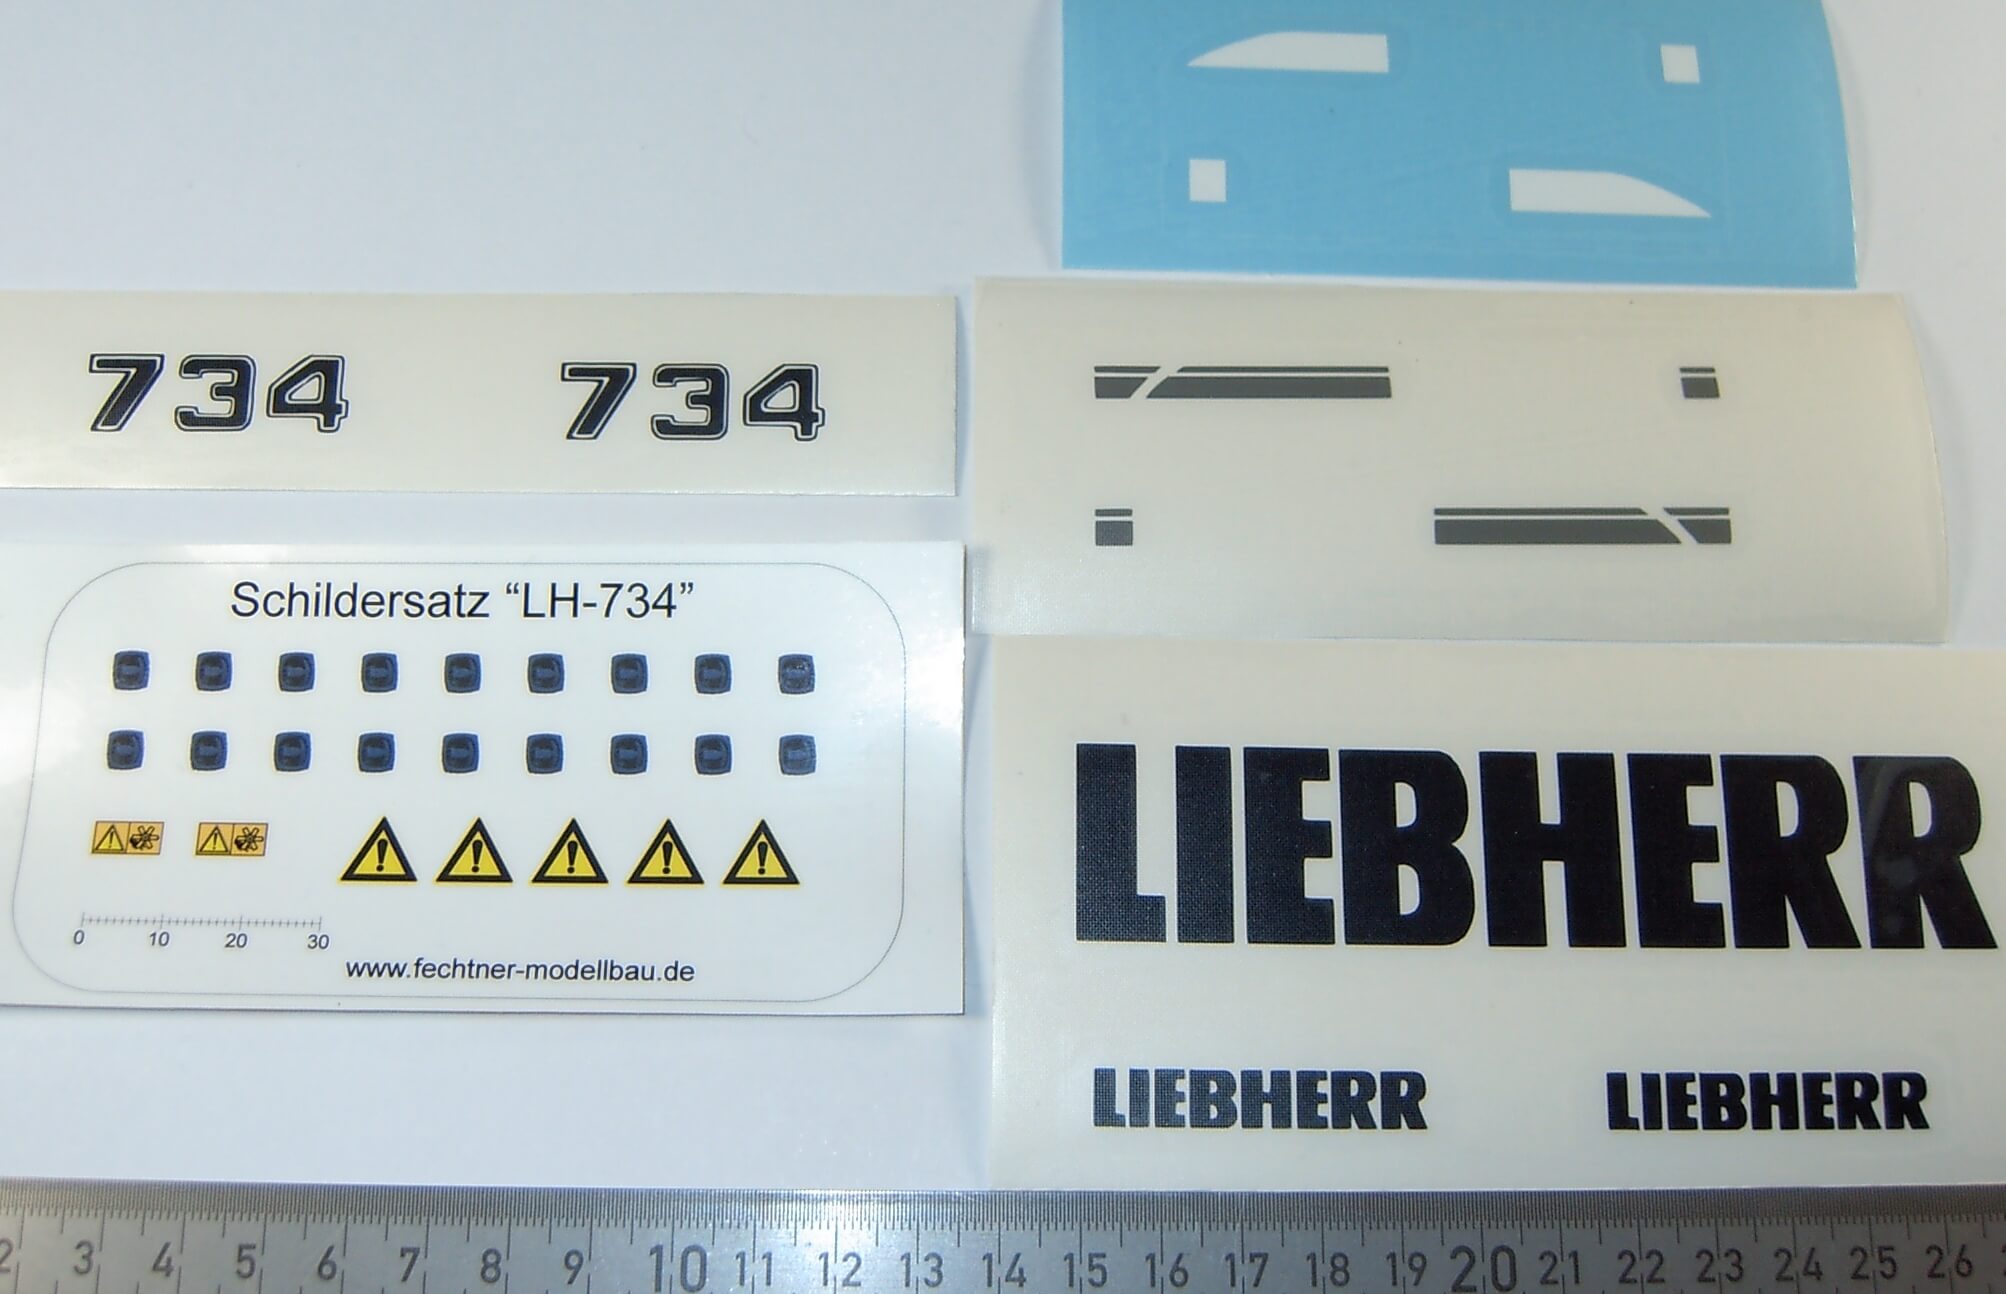 734 734
Schildersatz “LH-734”
0 10 20 30
www.fechtner-modellbau.de
LIEBHERR
LIEBHERR LIEBHERR
2 3 4 5 6 7 8 9 10 11 12 13 14 15 16 17 18 19 20 21 22 23 24 25 26